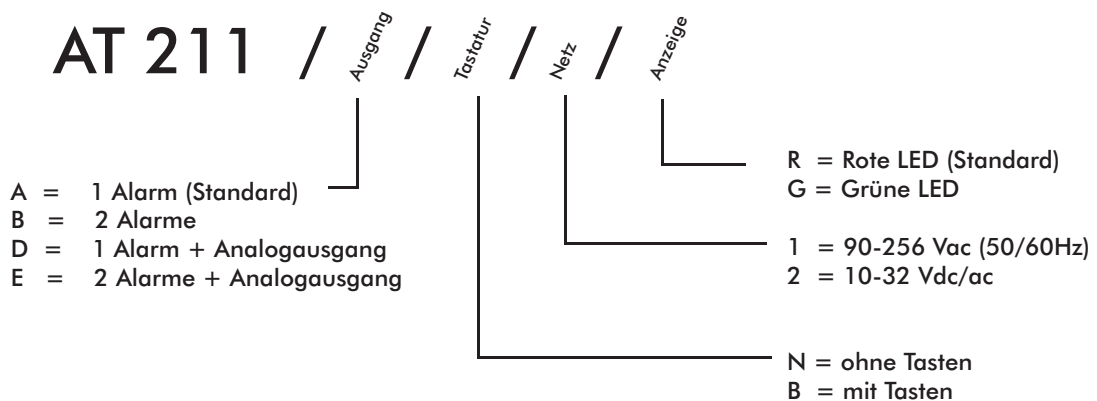 AT 211 / Ausgang / Tastatur / Netz / Anzeige
R = Rote LED (Standard)
G = Grüne LED
A = 1 Alarm (Standard)
B = 2 Alarme
D = 1 Alarm + Analogausgang
E = 2 Alarme + Analogausgang
1 = 90-256 Vac (50/60Hz)
2 = 10-32 Vdc/ac
N = ohne Tasten
B = mit Tasten